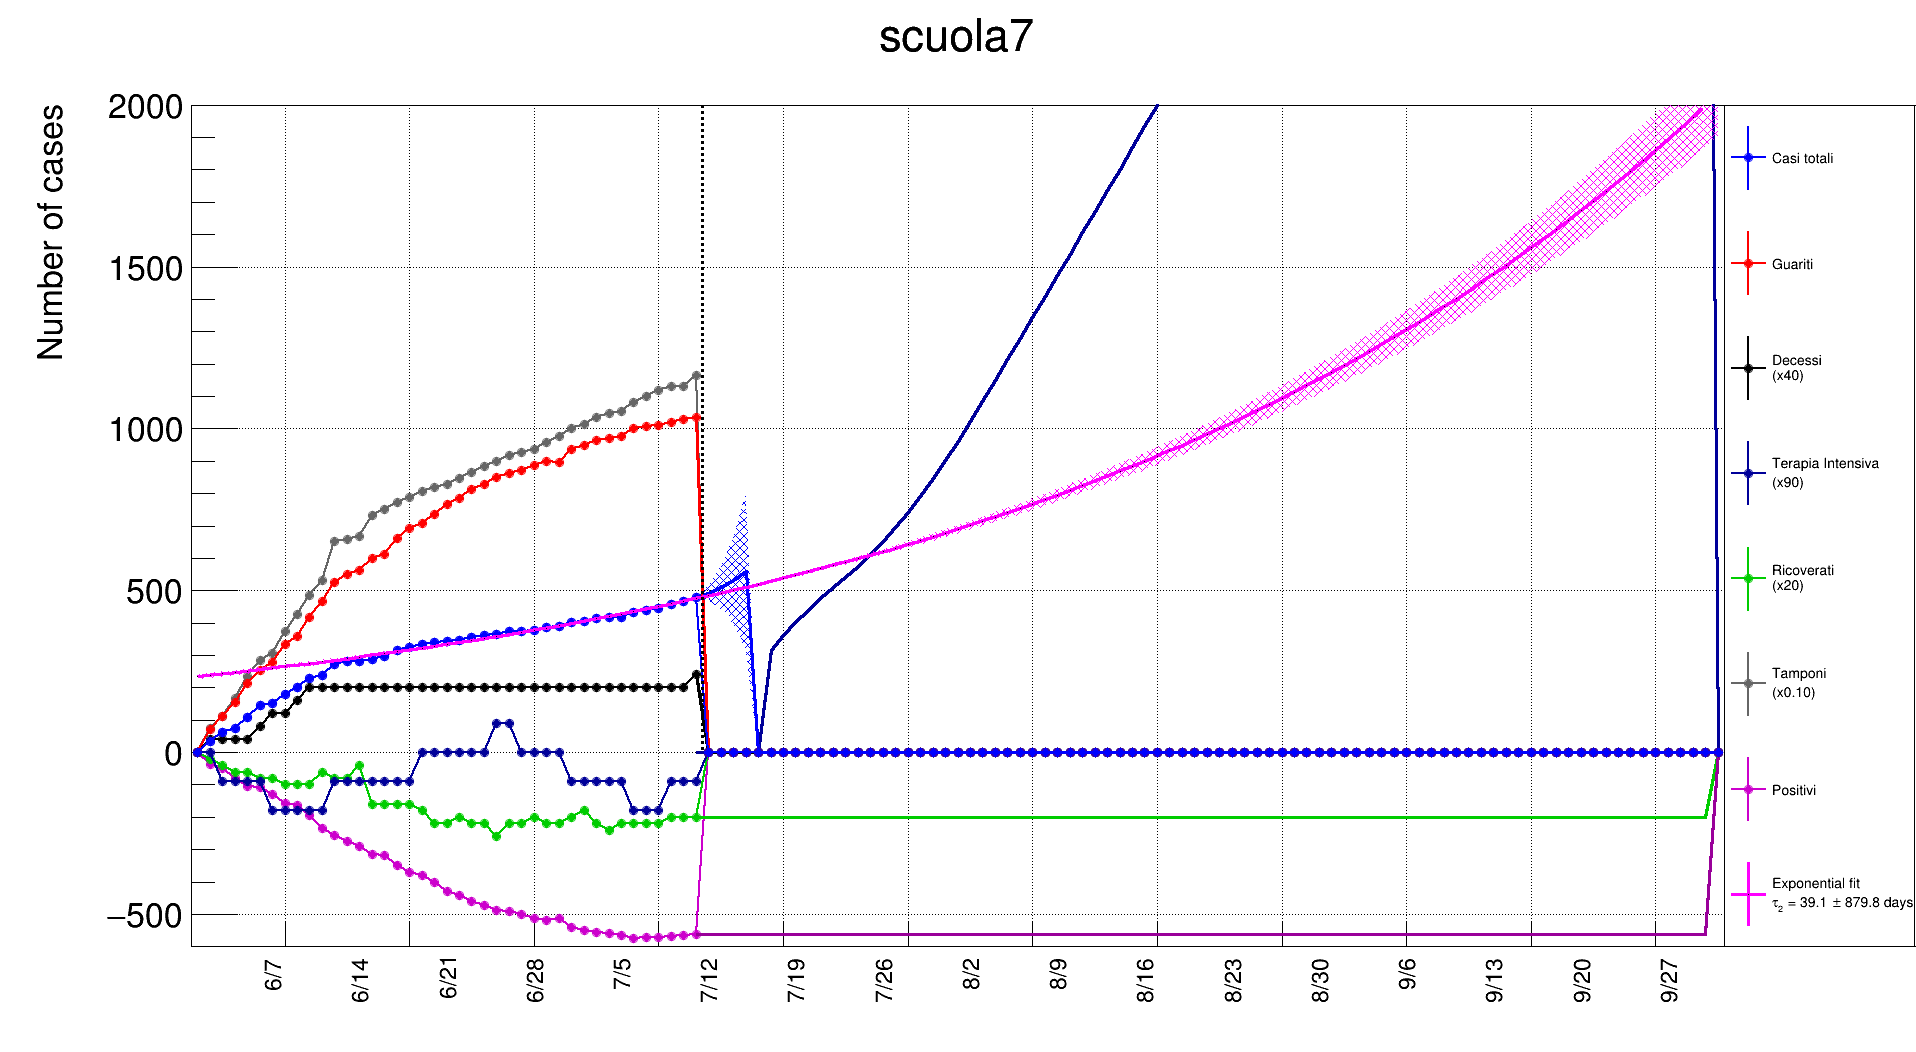 scuola7
Number of cases
2000
1500
1000
500
0
−500
6/7
6/14
6/21
6/28
7/5
7/12
7/19
7/26
8/2
8/9
8/16
8/23
8/30
9/6
9/13
9/20
9/27
Casi totali
Guariti
Decessi
(x40)
Terapia Intensiva
(x90)
Ricoverati
(x20)
Tamponi
(x0.10)
Positivi
Exponential fit
τ2 = 39.1 ± 879.8 days